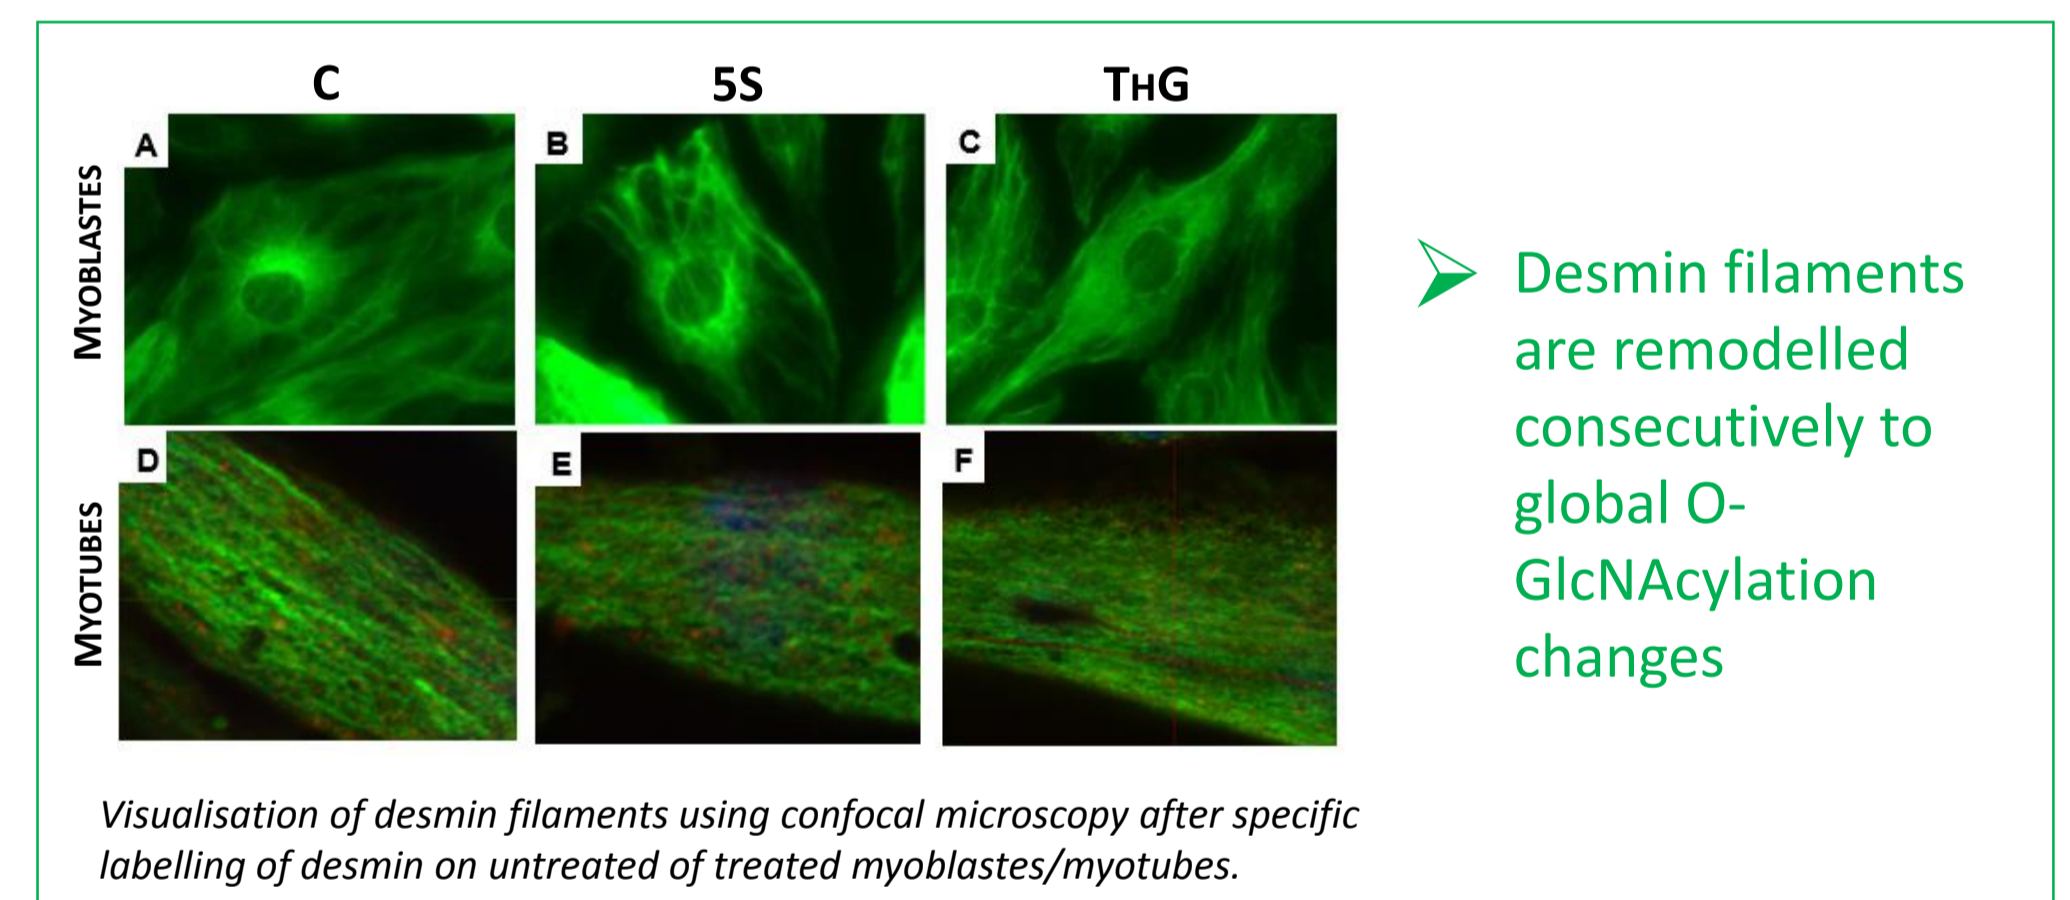 C 5S THG
MYOBLASTES
A B C
MYOTUBES
D E F
Visualisation of desmin filaments using confocal microscopy after specific
labelling of desmin on untreated of treated myoblastes/myotubes.
Desmin filaments
are remodelled
consecutively to
global O-
GlcNAcylation
changes